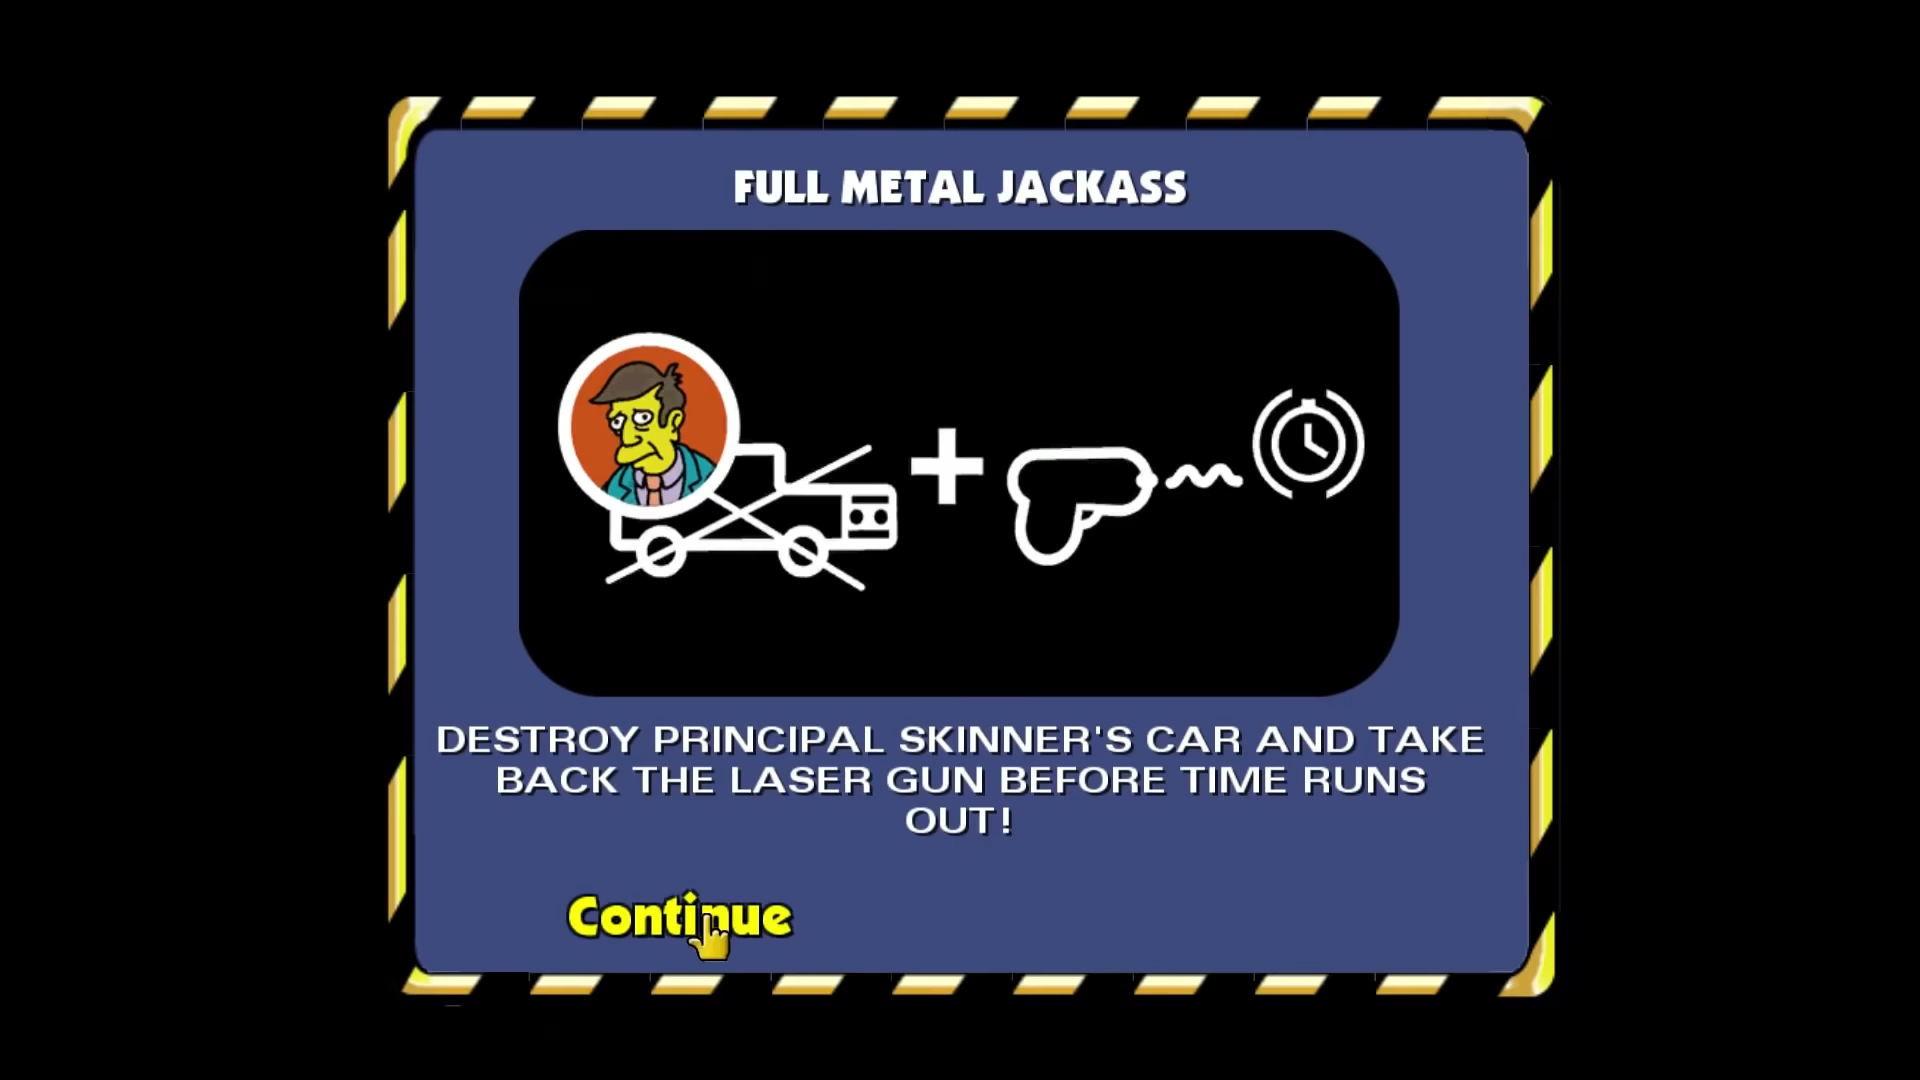 FULL METAL JACKASS
DESTROY PRINCIPAL SKINNER'S CAR AND TAKE
BACK THE LASER GUN BEFORE TIME RUNS
OUT!
Continue